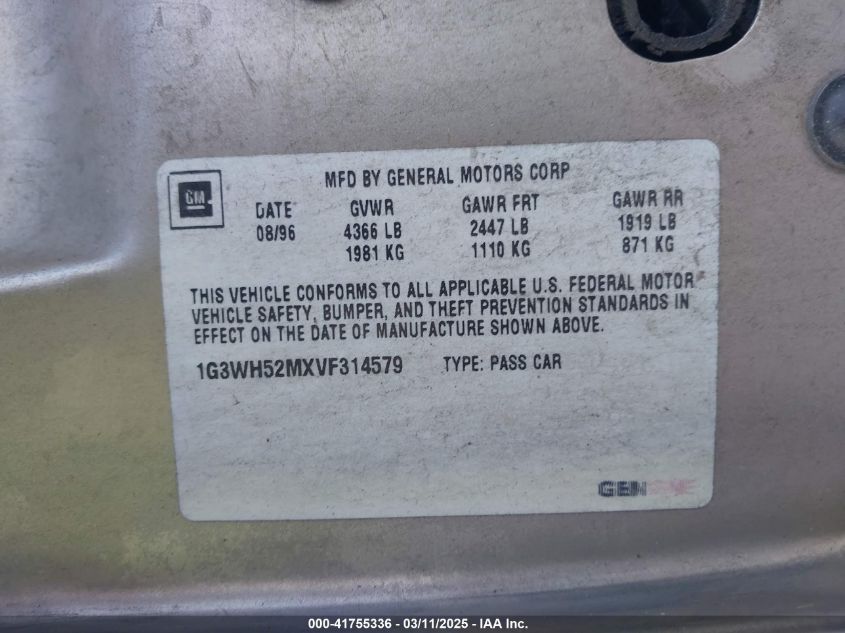 MFD BY GENERAL MOTORS CORP
GM
DATE GVWR GAWR FRT GAWR RR
08/96 4366 LB 2447 LB 1919 LB
1981 KG 1110 KG 871 KG
THIS VEHICLE CONFORMS TO ALL APPLICABLE U.S. FEDERAL MOTOR
VEHICLE SAFETY, BUMPER, AND THEFT PREVENTION STANDARDS IN
EFFECT ON THE DATE OF MANUFACTURE SHOWN ABOVE.
1G3WH52MXVF314579 TYPE: PASS CAR
000-41755336 - 03/11/2025 - IAA Inc.